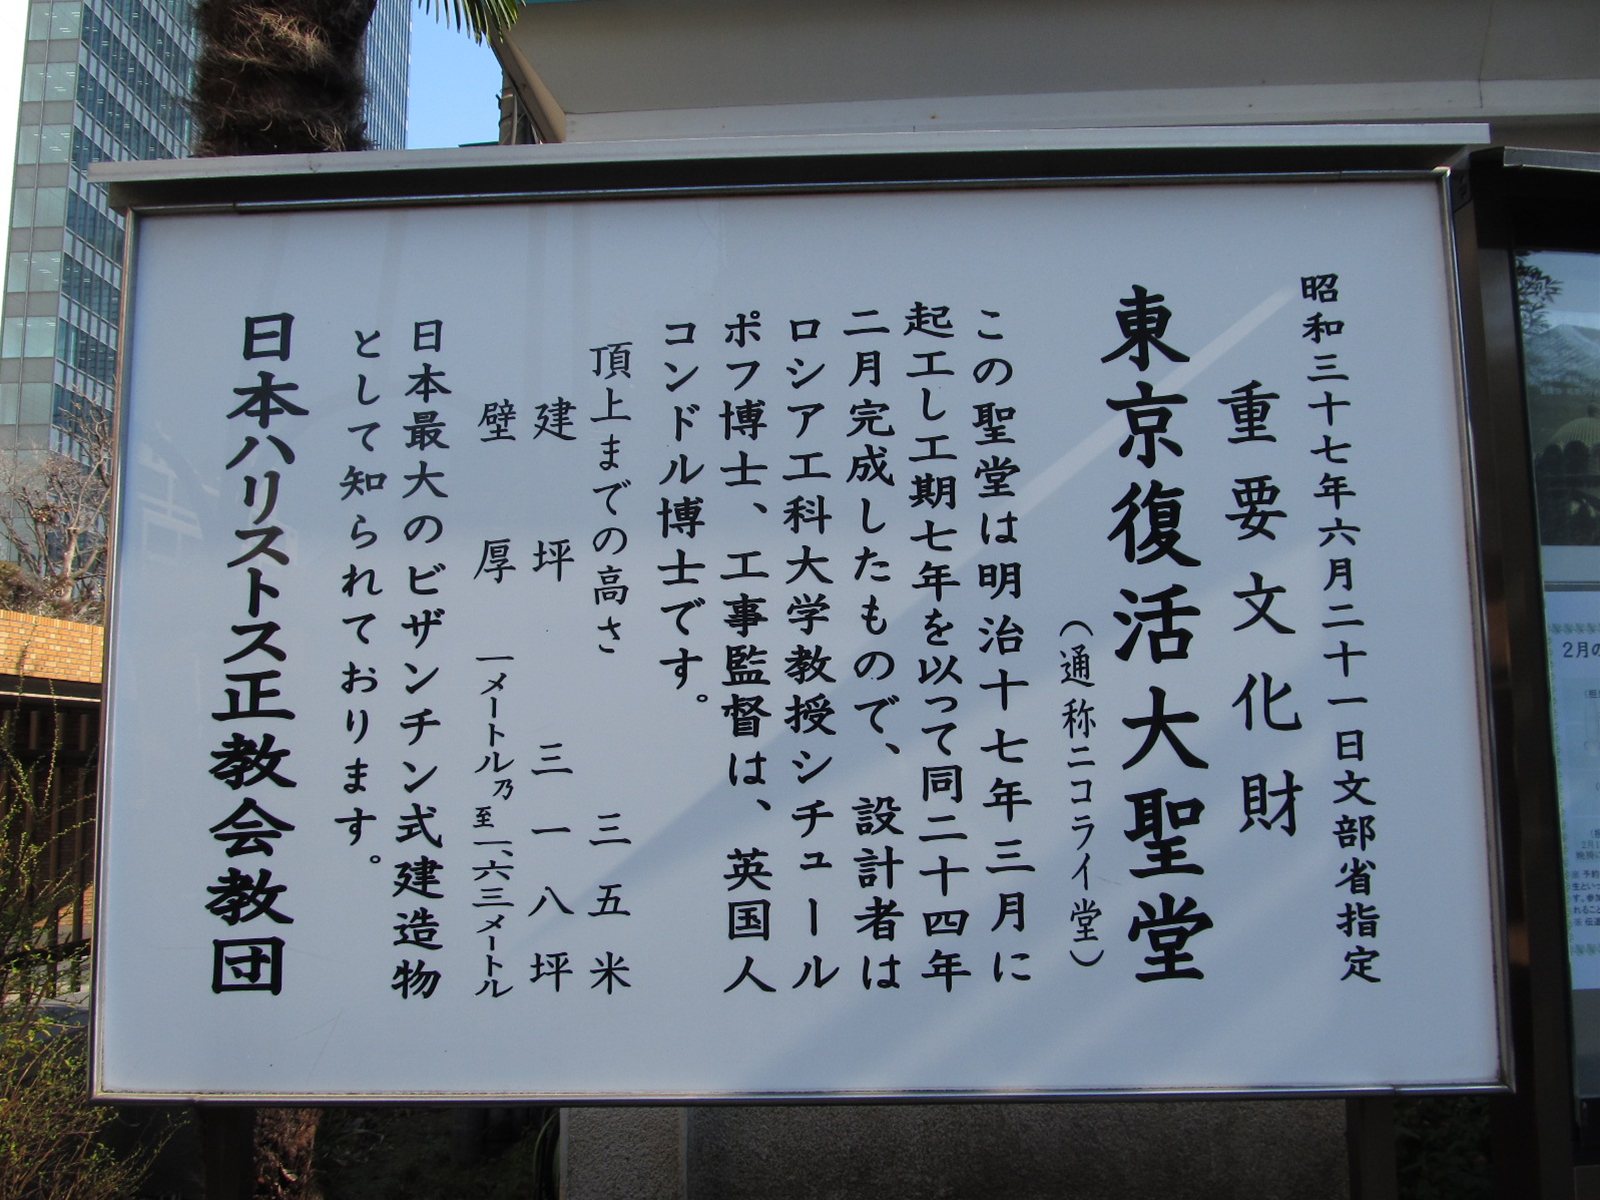 昭和三十七年六月二十一日文部省指定
重要文化財
東京復活大聖堂
（通称ニコライ堂）
この聖堂は明治十七年三月に
起工し工期七年を以って同二十四年
二月完成したもので、設計者は
ロシア工科大学教授シチュール
ポフ博士、工事監督は、英国人
コンドル博士です。
頂上までの高さ 三五米
建坪 三一八坪
壁厚 一メートル乃至一、六三メートル
日本最大のビザンチン式建造物
として知られております。
日本ハリストス正教会教団
2月の